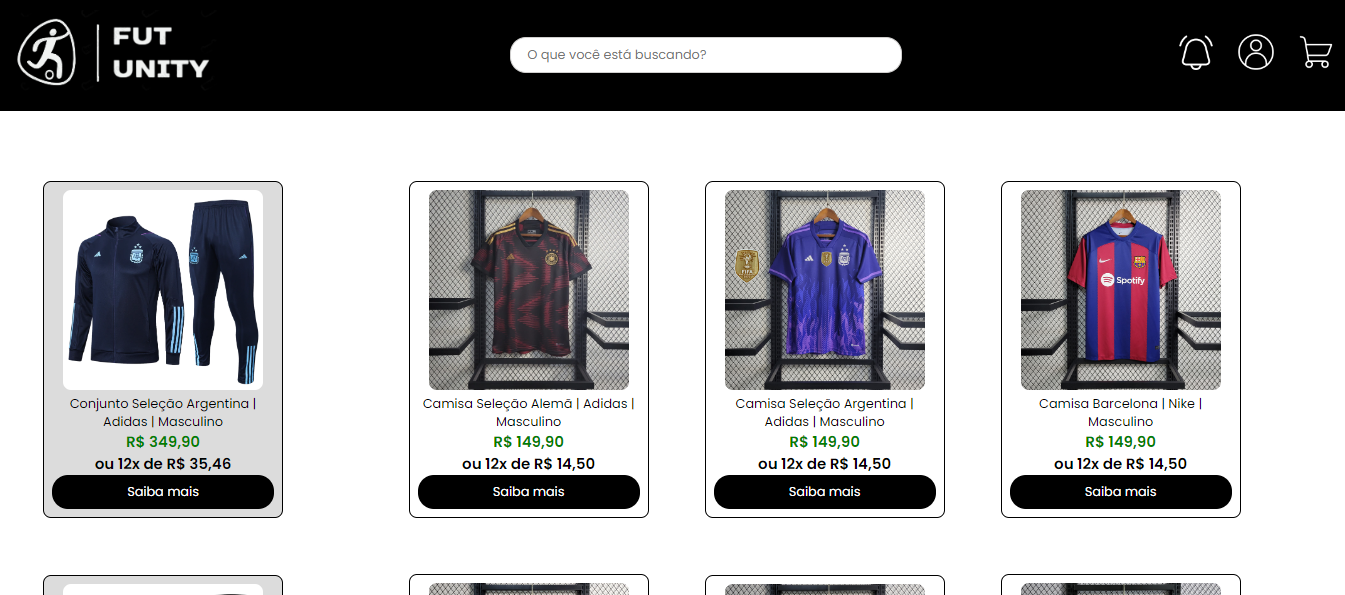 FUT
UNITY
O que você está buscando?
Conjunto Seleção Argentina |
Adidas | Masculino
R$ 349,90
ou 12x de R$ 35,46
Saiba mais
Camisa Seleção Alemã | Adidas |
Masculino
R$ 149,90
ou 12x de R$ 14,50
Saiba mais
FIFA
Camisa Seleção Argentina |
Adidas | Masculino
R$ 149,90
ou 12x de R$ 14,50
Saiba mais
Spotify
Camisa Barcelona | Nike |
Masculino
R$ 149,90
ou 12x de R$ 14,50
Saiba mais